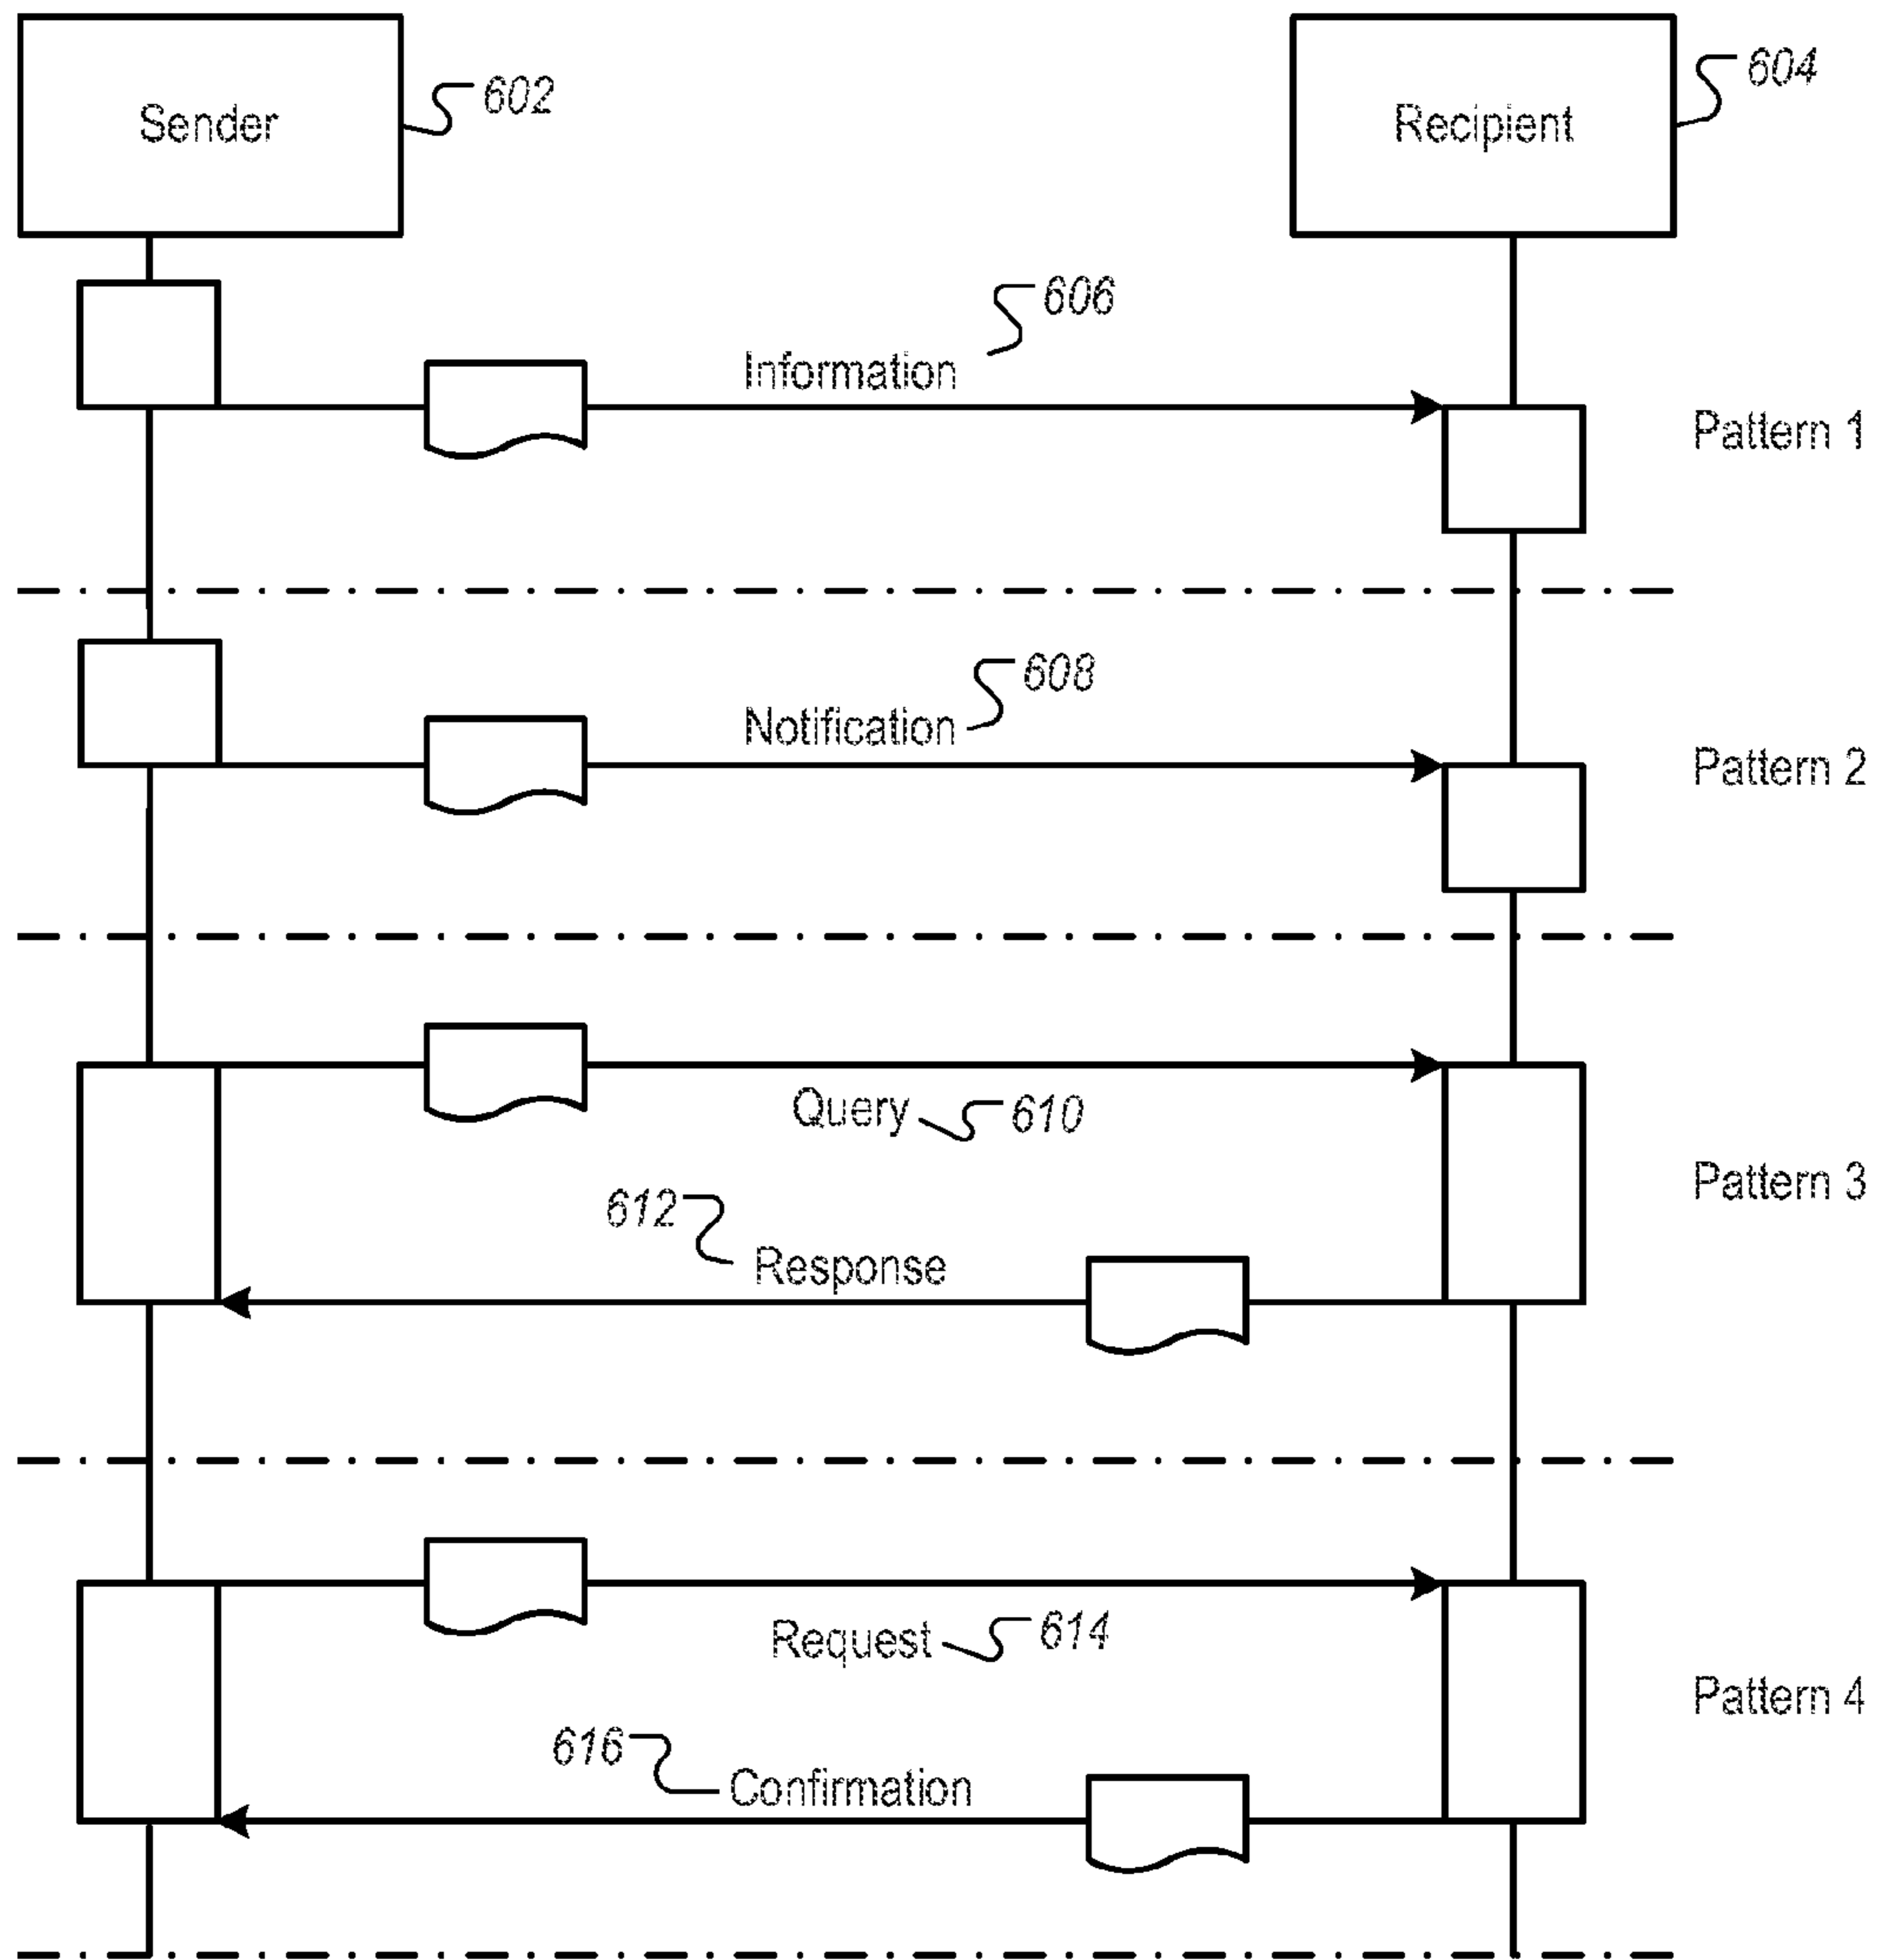 Sender
602
Recipient
604
606
Information
Pattern 1
608
Notification
Pattern 2
Query
610
Pattern 3
612
Response
Request
614
Pattern 4
616
Confirmation